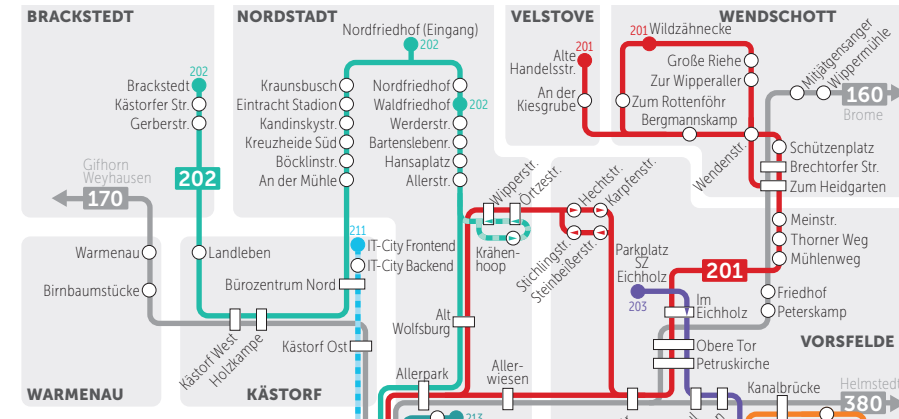 BRACKSTEDT
NORDSTADT
VELSTOVE
WENDSCHOTT
Nordfriedhof (Eingang)
202
201
Alte
Handelsstr.
An der
Kiesgrube
201 Wildzähnecke
Große Riehe
Zur Wipperaller
Zum Rottenföhr
Bergmannskamp
Wendenstr.
Mitjätgensanger
Wippermühle
160
Brome
202
Brackstedt
Kästorfer Str.
Gerberstr.
202
Gifhorn
Weyhausen
170
Kraunsbusch
Eintracht Stadion
Kandinskystr.
Kreuzheide Süd
Böcklinstr.
An der Mühle
Nordfriedhof
Waldfriedhof
202
Werderstr.
Bartenslebenr.
Hansaplatz
Allerstr.
Schützenplatz
Brechtorfer Str.
Zum Heidgarten
Wipperstr.
Örtzestr.
Hechtstr.
Karpfenstr.
Krähen-
hoop
Stichlingstr.
Steinbeißerstr.
Parkplatz
SZ
Eichholz
203
201
Im
Eichholz
Meinstr.
Thorner Weg
Mühlenweg
Friedhof
Peterskamp
VORSFELDE
Warmenau
Birnbaumstücke
Landleben
211
IT-City Frontend
IT-City Backend
Bürozentrum Nord
Kästorf West
Holzkampe
Kästorf Ost
Alt
Wolfsburg
Obere Tor
Petruskirche
Allerpark
Aller-
wiesen
Kanalbrücke
Helmstedt
380
WARMENAU
KÄSTORF
213